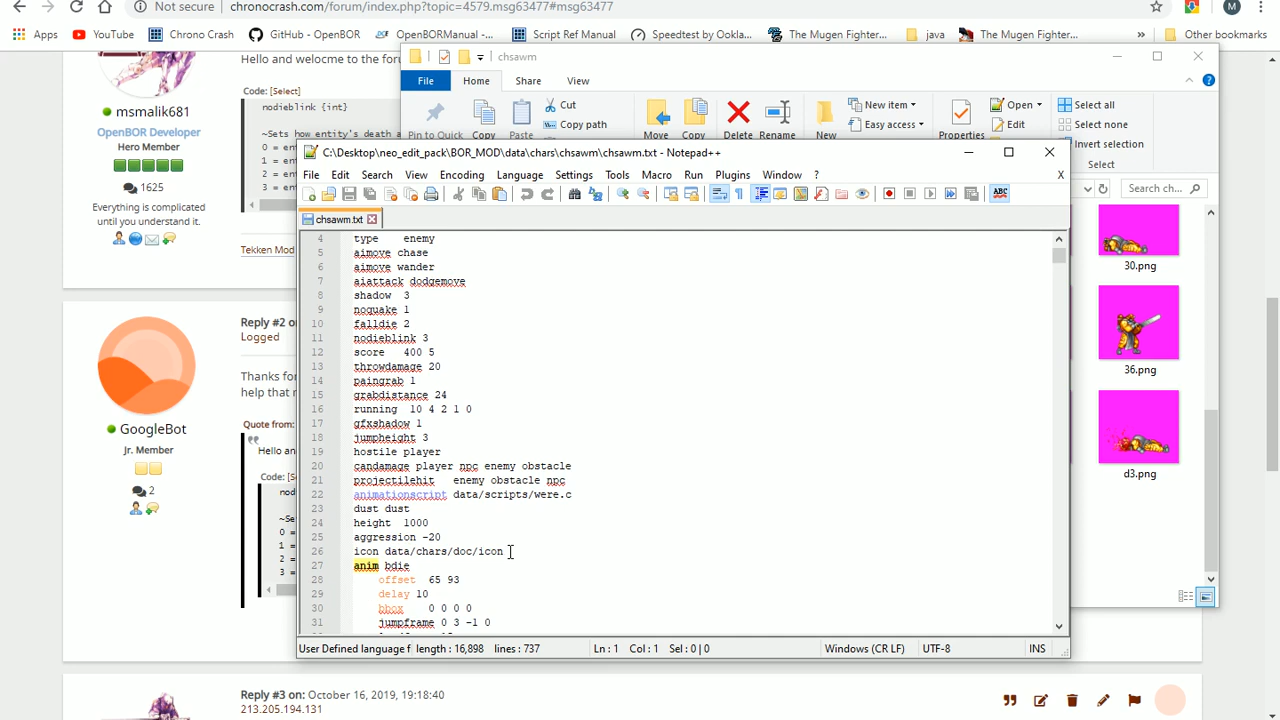 Not secure | chronocrash.com/forum/index.php?topic=4579.msg63477#msg63477
M
Apps YouTube Chrono Crash GitHub - OpenBOR OpenBORManual -... Script Ref Manual Speedtest by Ookla... The Mugen Fighter... java The Mugen Fighter... » Other bookmarks
msmalik681
OpenBOR Developer
Hero Member
1625
Everything is complicated
until you understand it.
Hello and welocme to the foru
Code: [Select]
nodieblink {int}
~Sets how entity's death a
0 = ent
1 = ent
2 = ent
3 = ent
Tekken Mod
GoogleBot
Jr. Member
2
Reply #2 on
Logged
Thanks for
help that r
Quote from:
Hello an
Code: [S
nod
~Set
0 =
1 =
2 =
3 =
Reply #3 on: October 16, 2019, 19:18:40
213.205.194.131
chsawm
File Home Share View
Pin to Quick Copy Paste Cut
Copy path
Move Copy Delete Rename New New item
Easy access
Properties Open
Edit
Select all
Select none
Invert selection
Select
Search ch...
30.png
36.png
d3.png
C:\Desktop\neo_edit_pack\BOR_MOD\data\chars\chsawm\chsawm.txt - Notepad++
File Edit Search View Encoding Language Settings Tools Macro Run Plugins Window ? X
ABC
chsawm.txt
4 type enemy
5 aimove chase
6 aimove wander
7 aiattack dodgemove
8 shadow 3
9 noquake 1
10 falldie 2
11 nodieblink 3
12 score 400 5
13 throwdamage 20
14 paingrab 1
15 grabdistance 24
16 running 10 4 2 1 0
17 gfxshadow 1
18 jumpheight 3
19 hostile player
20 candamage player npc enemy obstacle
21 projectilehit enemy obstacle npc
22 animationscript data/scripts/were.c
23 dust dust
24 height 1000
25 aggression -20
26 icon data/chars/doc/icon
27 anim bdie
28 offset 65 93
29 delay 10
30 bbox 0 0 0 0
31 jumpframe 0 3 -1 0
User Defined language f length : 16,898 lines : 737 Ln : 1 Col : 1 Sel : 0 | 0 Windows (CR LF) UTF-8 INS